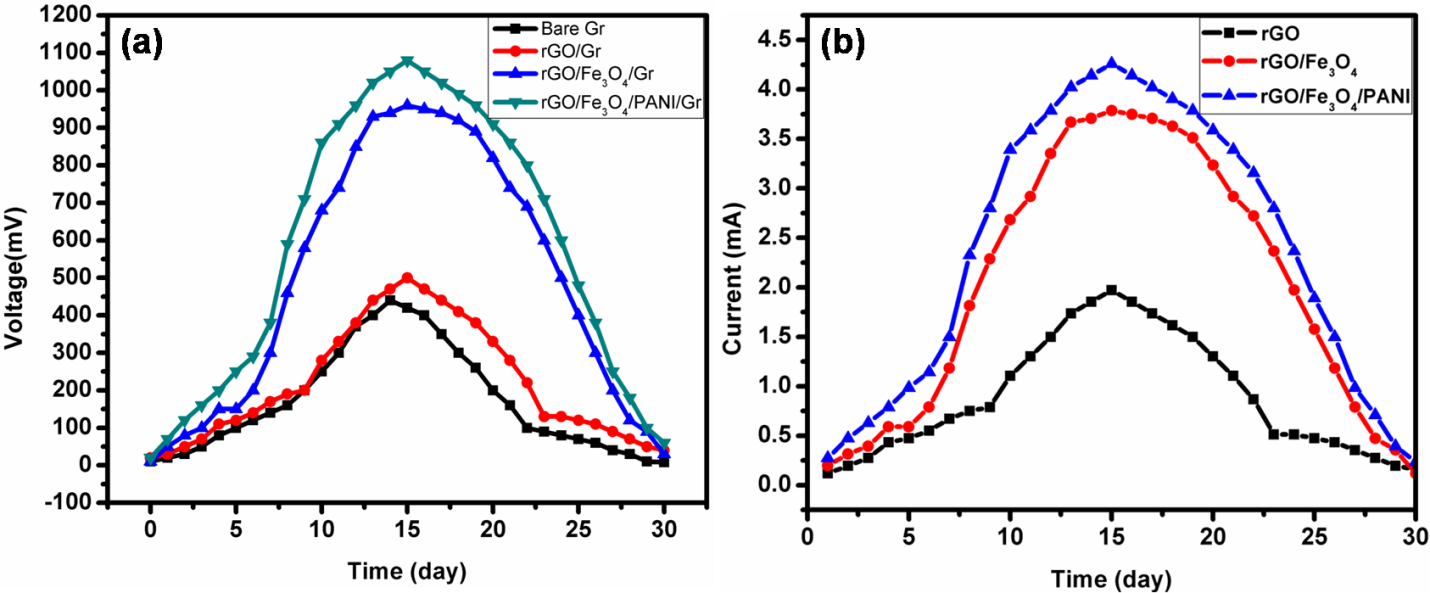 (a)
Bare Gr
rGO/Gr
rGO/Fe₃O₄/Gr
rGO/Fe₃O₄/PANI/Gr
1200
1100
1000
900
800
700
600
500
400
300
200
100
0
-100
Voltage(mV)
0 5 10 15 20 25 30
Time (day)
(b)
rGO
rGO/Fe₃O₄
rGO/Fe₃O₄/PANI
4.5
4.0
3.5
3.0
2.5
2.0
1.5
1.0
0.5
0.0
Current (mA)
0 5 10 15 20 25 30
Time (day)